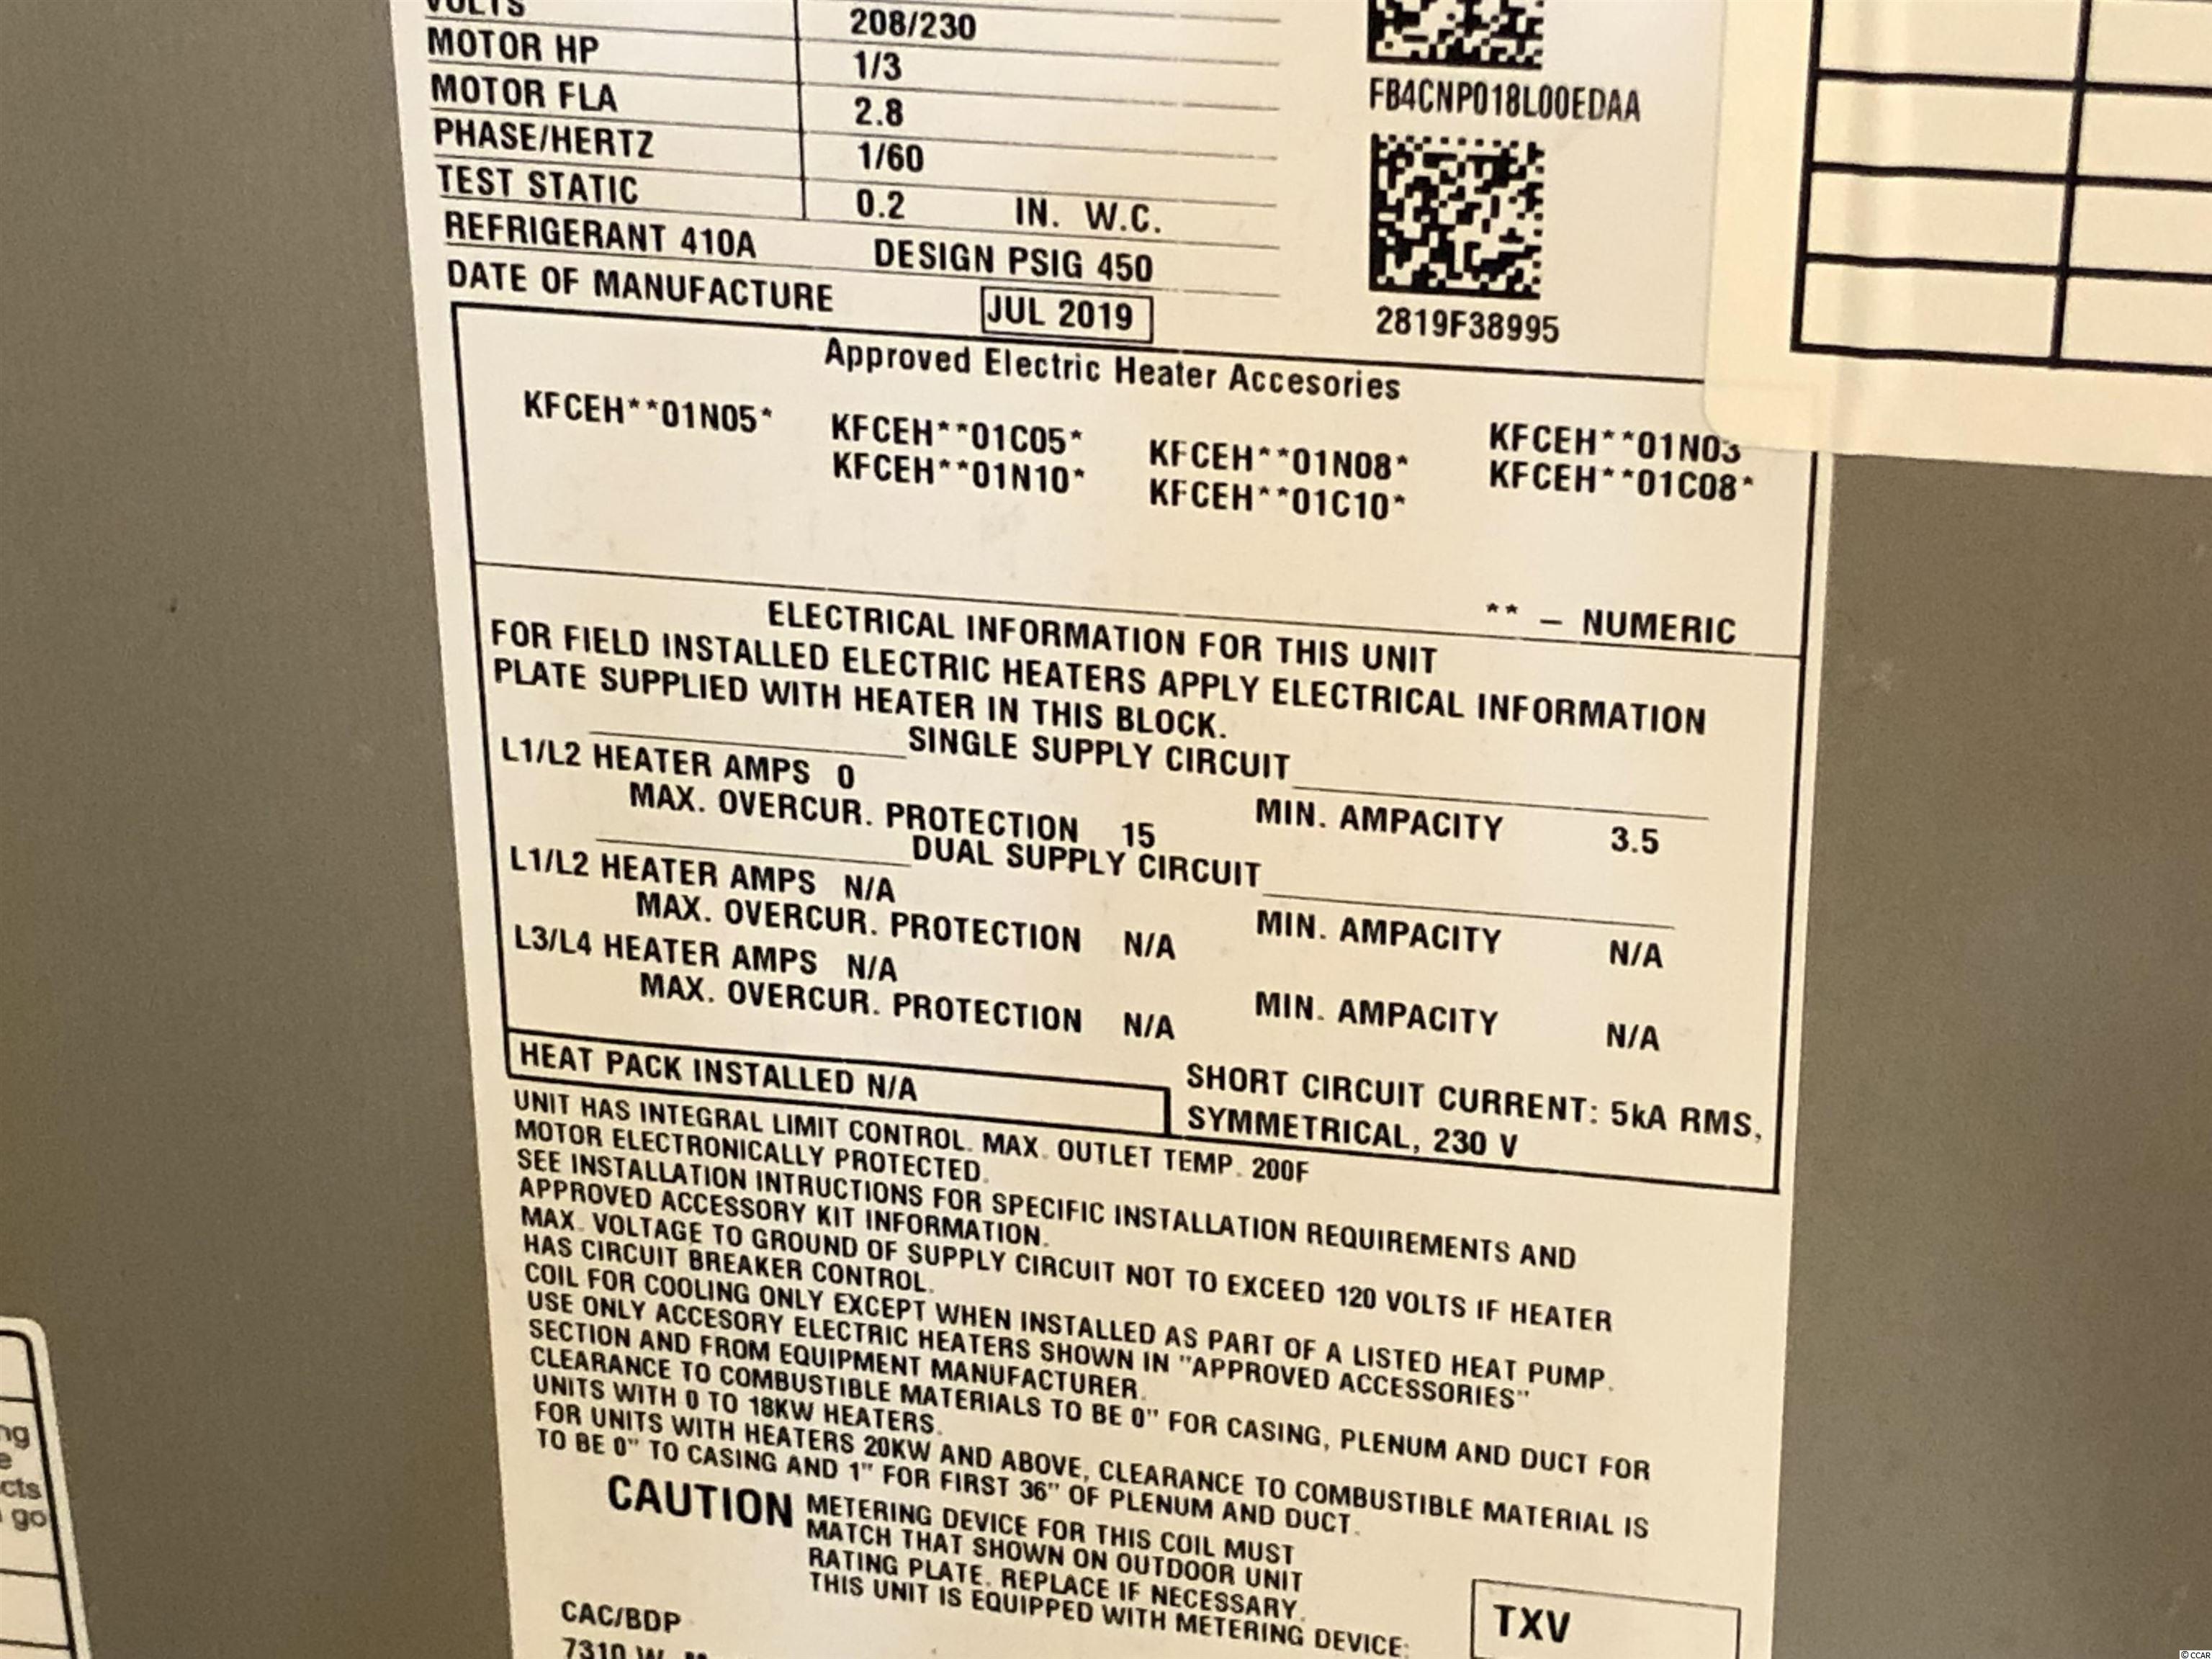 VOLTS 208/230
MOTOR HP 1/3
MOTOR FLA 2.8
PHASE/HERTZ 1/60
TEST STATIC 0.2 IN. W.C.
REFRIGERANT 410A DESIGN PSIG 450
DATE OF MANUFACTURE JUL 2019
FB4CNP018L00EDAA
2819F38995
Approved Electric Heater Accesories
KFCEH**01N05* KFCEH**01C05* KFCEH**01N08* KFCEH**01N03
KFCEH**01N10* KFCEH**01C10* KFCEH**01C08*
** – NUMERIC
ELECTRICAL INFORMATION FOR THIS UNIT
FOR FIELD INSTALLED ELECTRIC HEATERS APPLY ELECTRICAL INFORMATION
PLATE SUPPLIED WITH HEATER IN THIS BLOCK.
SINGLE SUPPLY CIRCUIT
L1/L2 HEATER AMPS 0 MIN. AMPACITY 3.5
MAX. OVERCUR. PROTECTION 15
DUAL SUPPLY CIRCUIT
L1/L2 HEATER AMPS N/A MIN. AMPACITY N/A
MAX. OVERCUR. PROTECTION N/A
L3/L4 HEATER AMPS N/A MIN. AMPACITY N/A
MAX. OVERCUR. PROTECTION N/A
HEAT PACK INSTALLED N/A
SHORT CIRCUIT CURRENT: 5kA RMS,
SYMMETRICAL, 230 V
UNIT HAS INTEGRAL LIMIT CONTROL. MAX. OUTLET TEMP. 200F
MOTOR ELECTRONICALLY PROTECTED.
SEE INSTALLATION INTRUCTIONS FOR SPECIFIC INSTALLATION REQUIREMENTS AND
APPROVED ACCESSORY KIT INFORMATION.
MAX. VOLTAGE TO GROUND OF SUPPLY CIRCUIT NOT TO EXCEED 120 VOLTS IF HEATER
HAS CIRCUIT BREAKER CONTROL.
COIL FOR COOLING ONLY EXCEPT WHEN INSTALLED AS PART OF A LISTED HEAT PUMP.
USE ONLY ACCESORY ELECTRIC HEATERS SHOWN IN "APPROVED ACCESSORIES"
SECTION AND FROM EQUIPMENT MANUFACTURER.
CLEARANCE TO COMBUSTIBLE MATERIALS TO BE 0" FOR CASING, PLENUM AND DUCT FOR
UNITS WITH 0 TO 18KW HEATERS.
FOR UNITS WITH HEATERS 20KW AND ABOVE, CLEARANCE TO COMBUSTIBLE MATERIAL IS
TO BE 0" TO CASING AND 1" FOR FIRST 36" OF PLENUM AND DUCT.
CAUTION METERING DEVICE FOR THIS COIL MUST
MATCH THAT SHOWN ON OUTDOOR UNIT
RATING PLATE. REPLACE IF NECESSARY.
THIS UNIT IS EQUIPPED WITH METERING DEVICE:
TXV
CAC/BDP
7310 W.
ng
e
cts
go
© CCAR